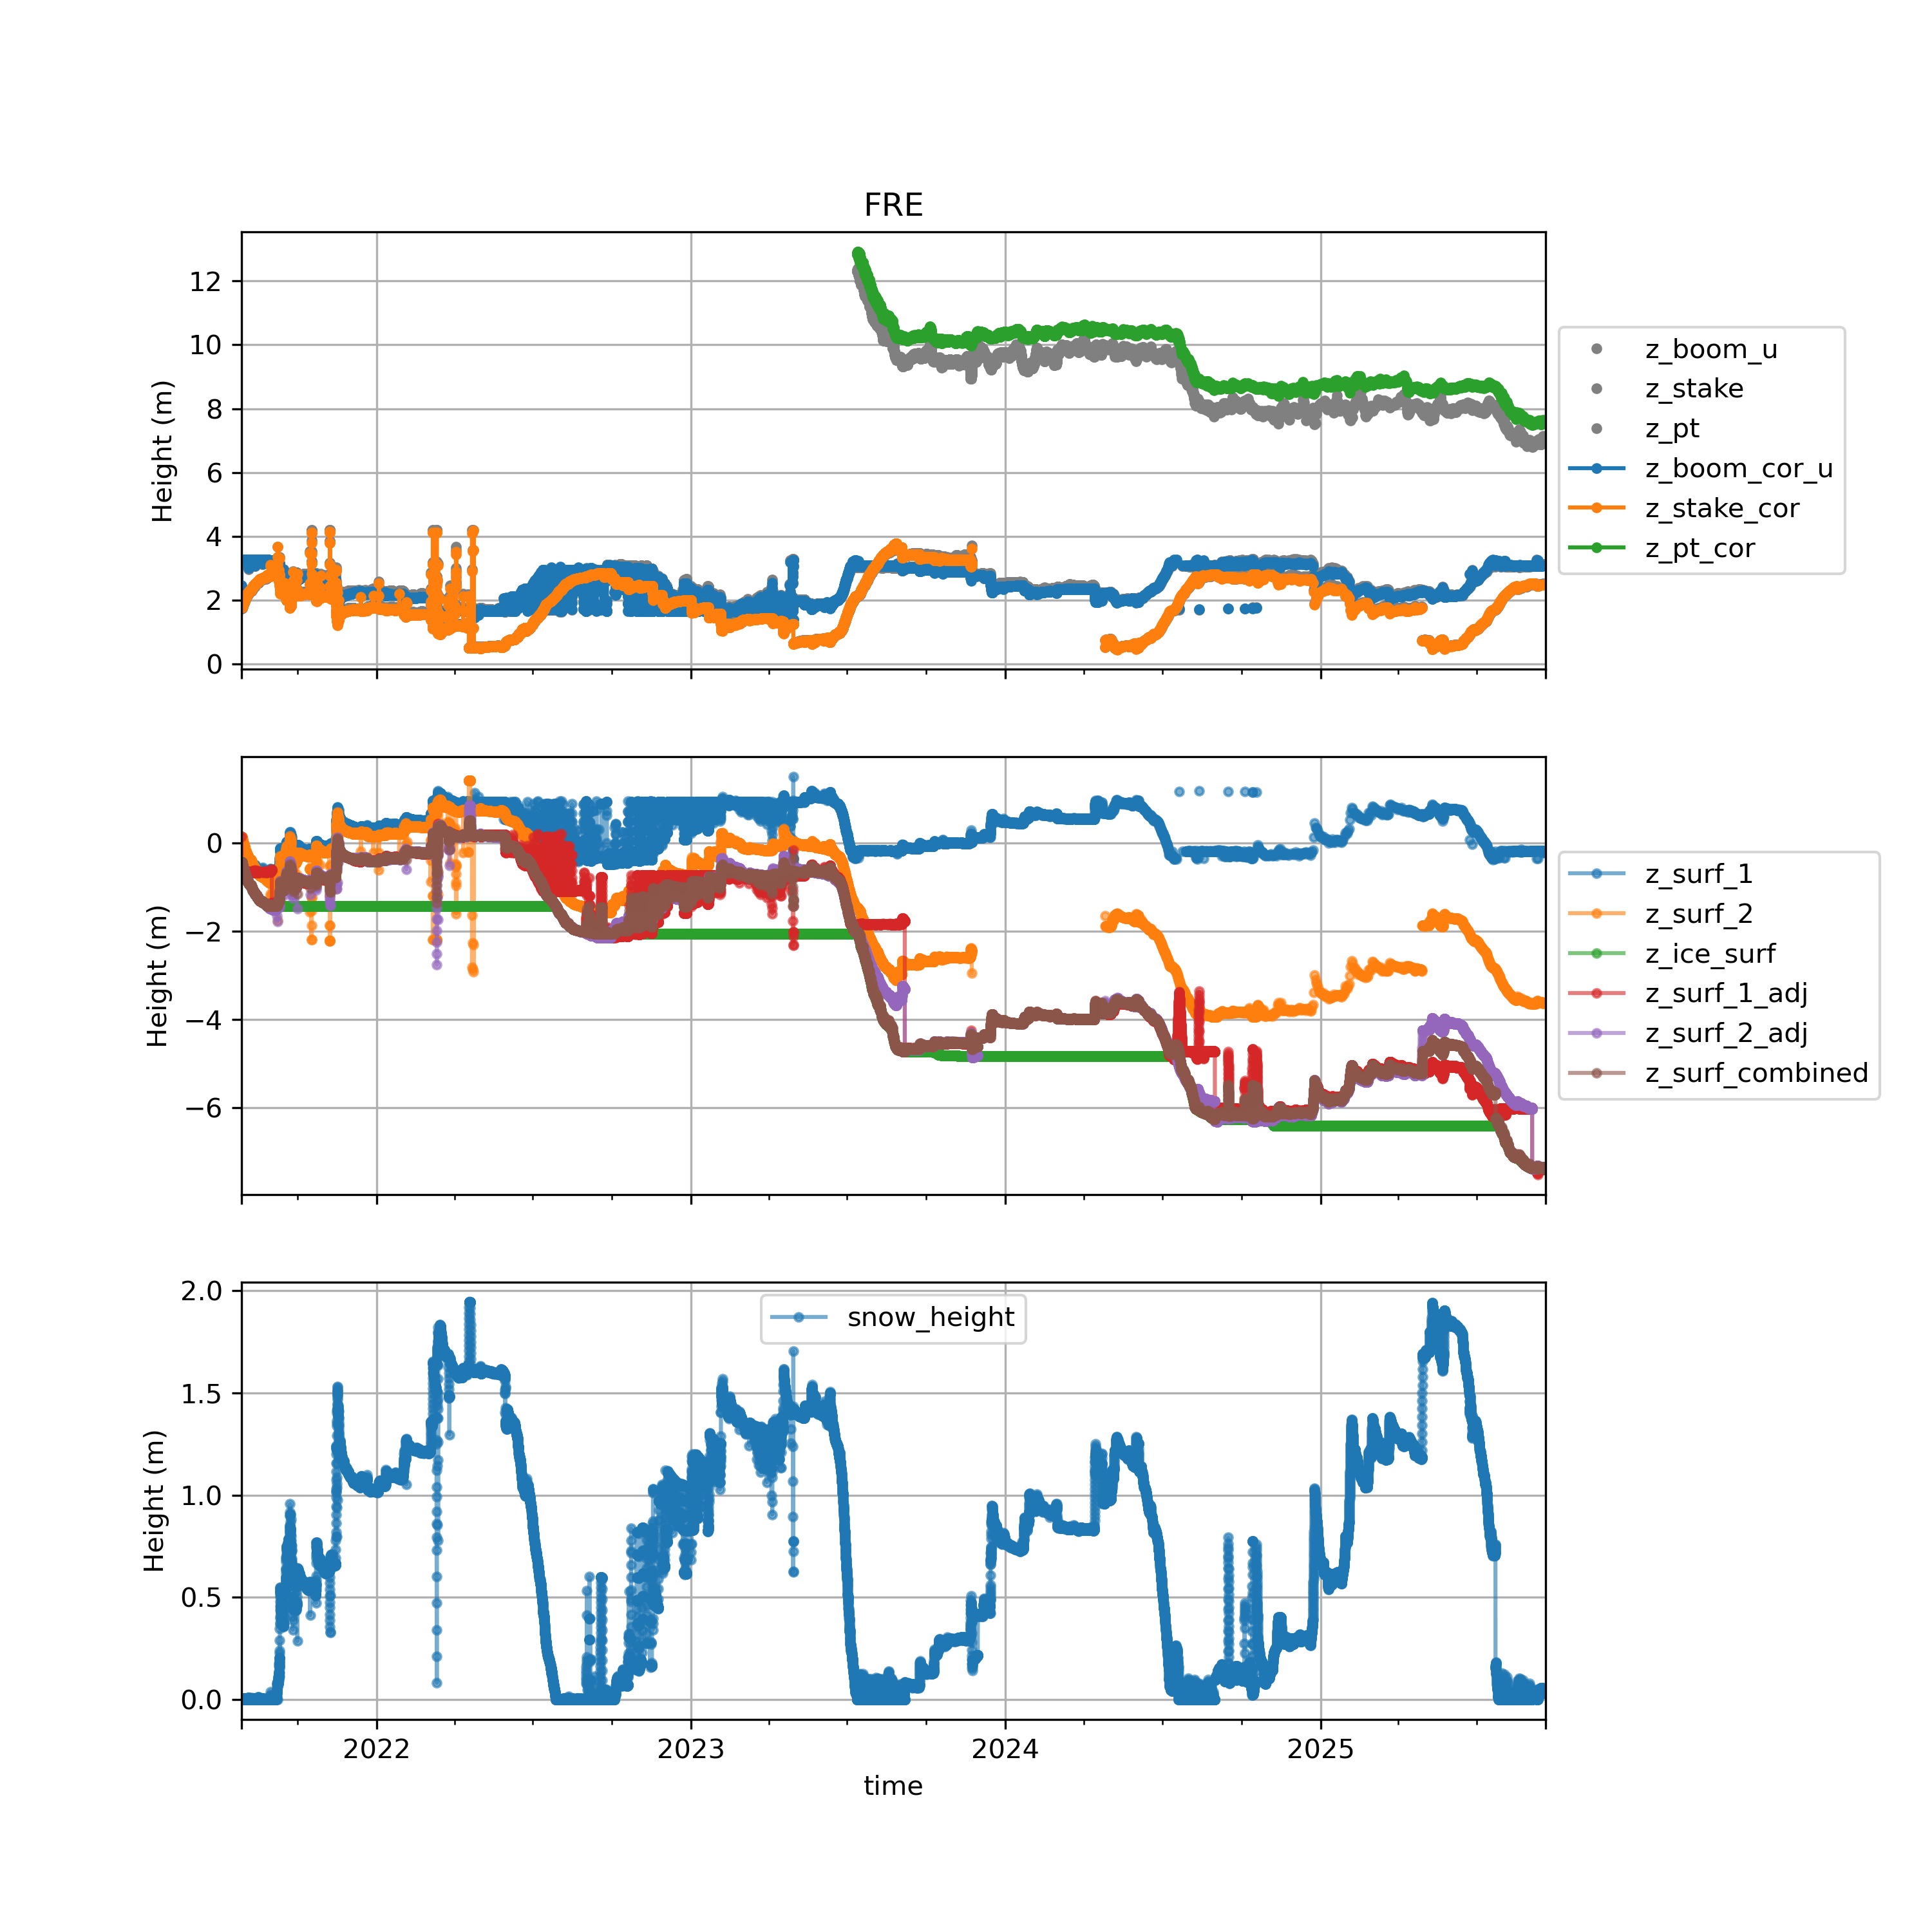 FRE
12
10
8
6
4
2
0
Height (m)
z_boom_u
z_stake
z_pt
z_boom_cor_u
z_stake_cor
z_pt_cor
0
−2
−4
−6
Height (m)
z_surf_1
z_surf_2
z_ice_surf
z_surf_1_adj
z_surf_2_adj
z_surf_combined
2.0
1.5
1.0
0.5
0.0
Height (m)
snow_height
2022 2023 2024 2025
time